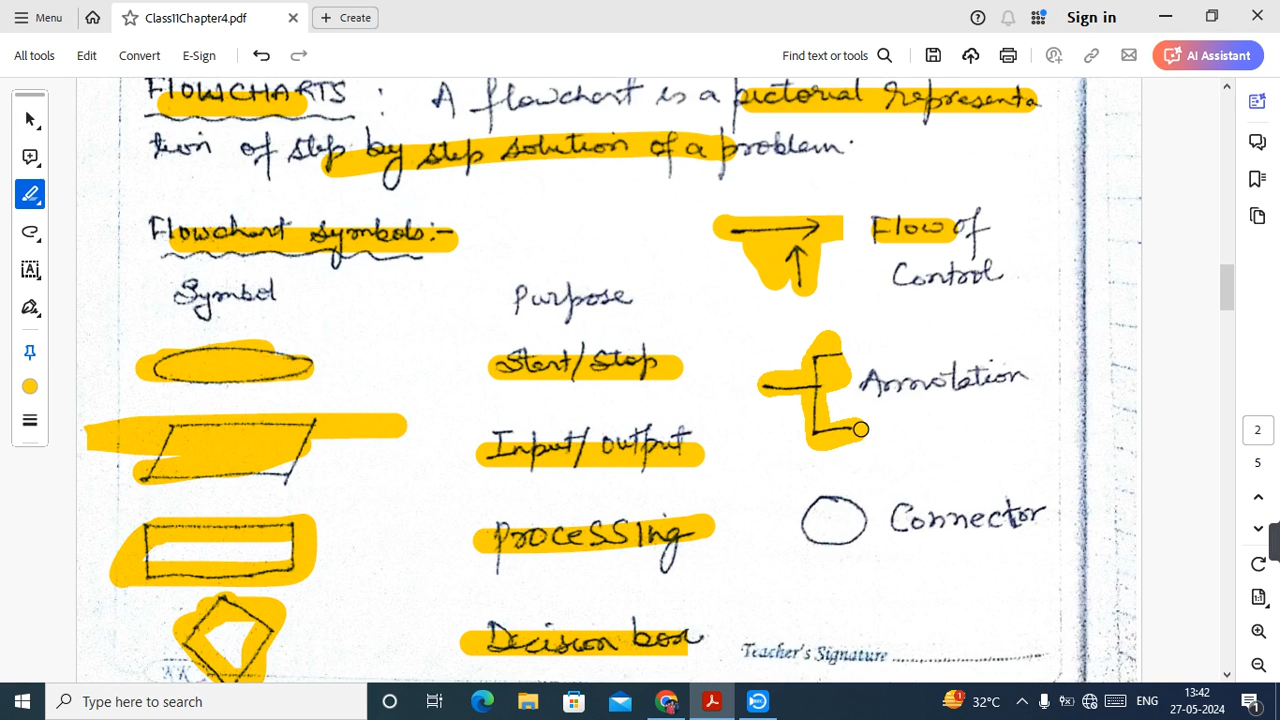 Menu
Class11Chapter4.pdf
Create
Sign in
All tools
Edit
Convert
E-Sign
Find text or tools
AI Assistant
FLOWCHARTS : A flowchart is a pictorial representa
tion of step by step solution of a problem.
Flowchart symbols:-
Symbol
Purpose
Start/Stop
Input/output
Processing
Decision box
Flow of
Control
Annotation
Connector
Teacher's Signature
2
5
Type here to search
1
32°C
ENG
13:42
27-05-2024
1